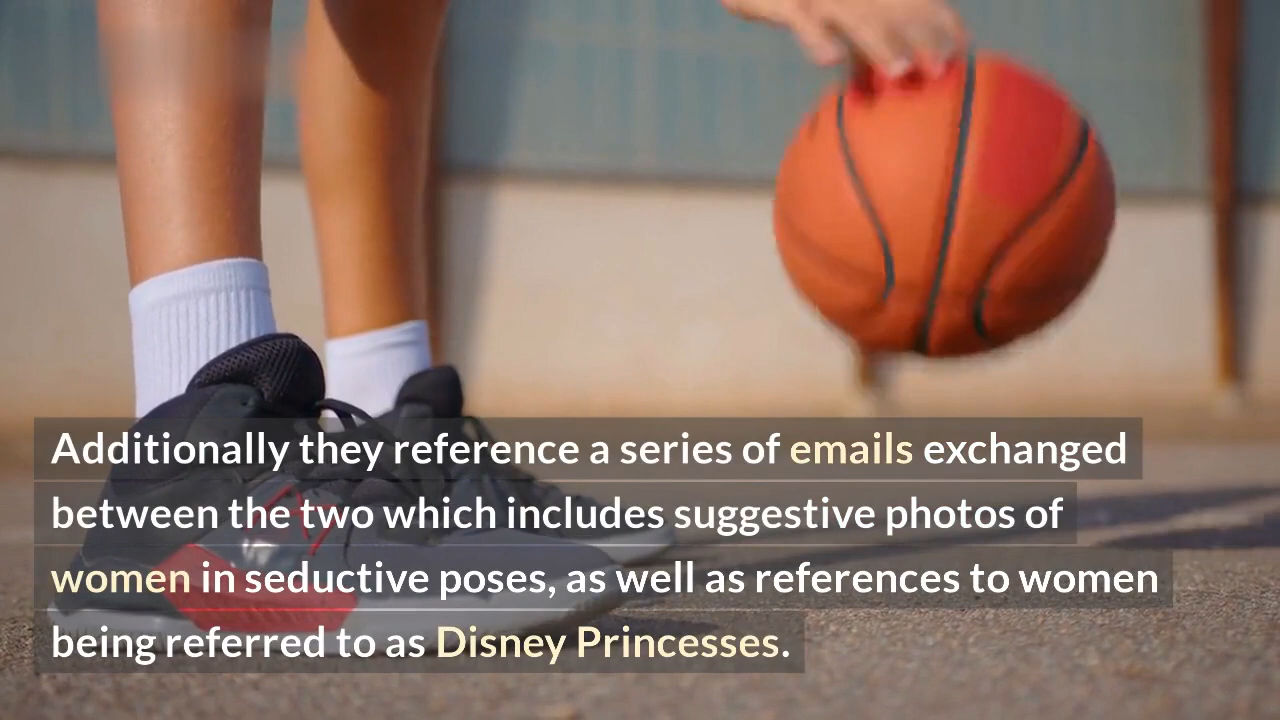 Additionally they reference a series of emails exchanged
between the two which includes suggestive photos of
women in seductive poses, as well as references to women
being referred to as Disney Princesses.